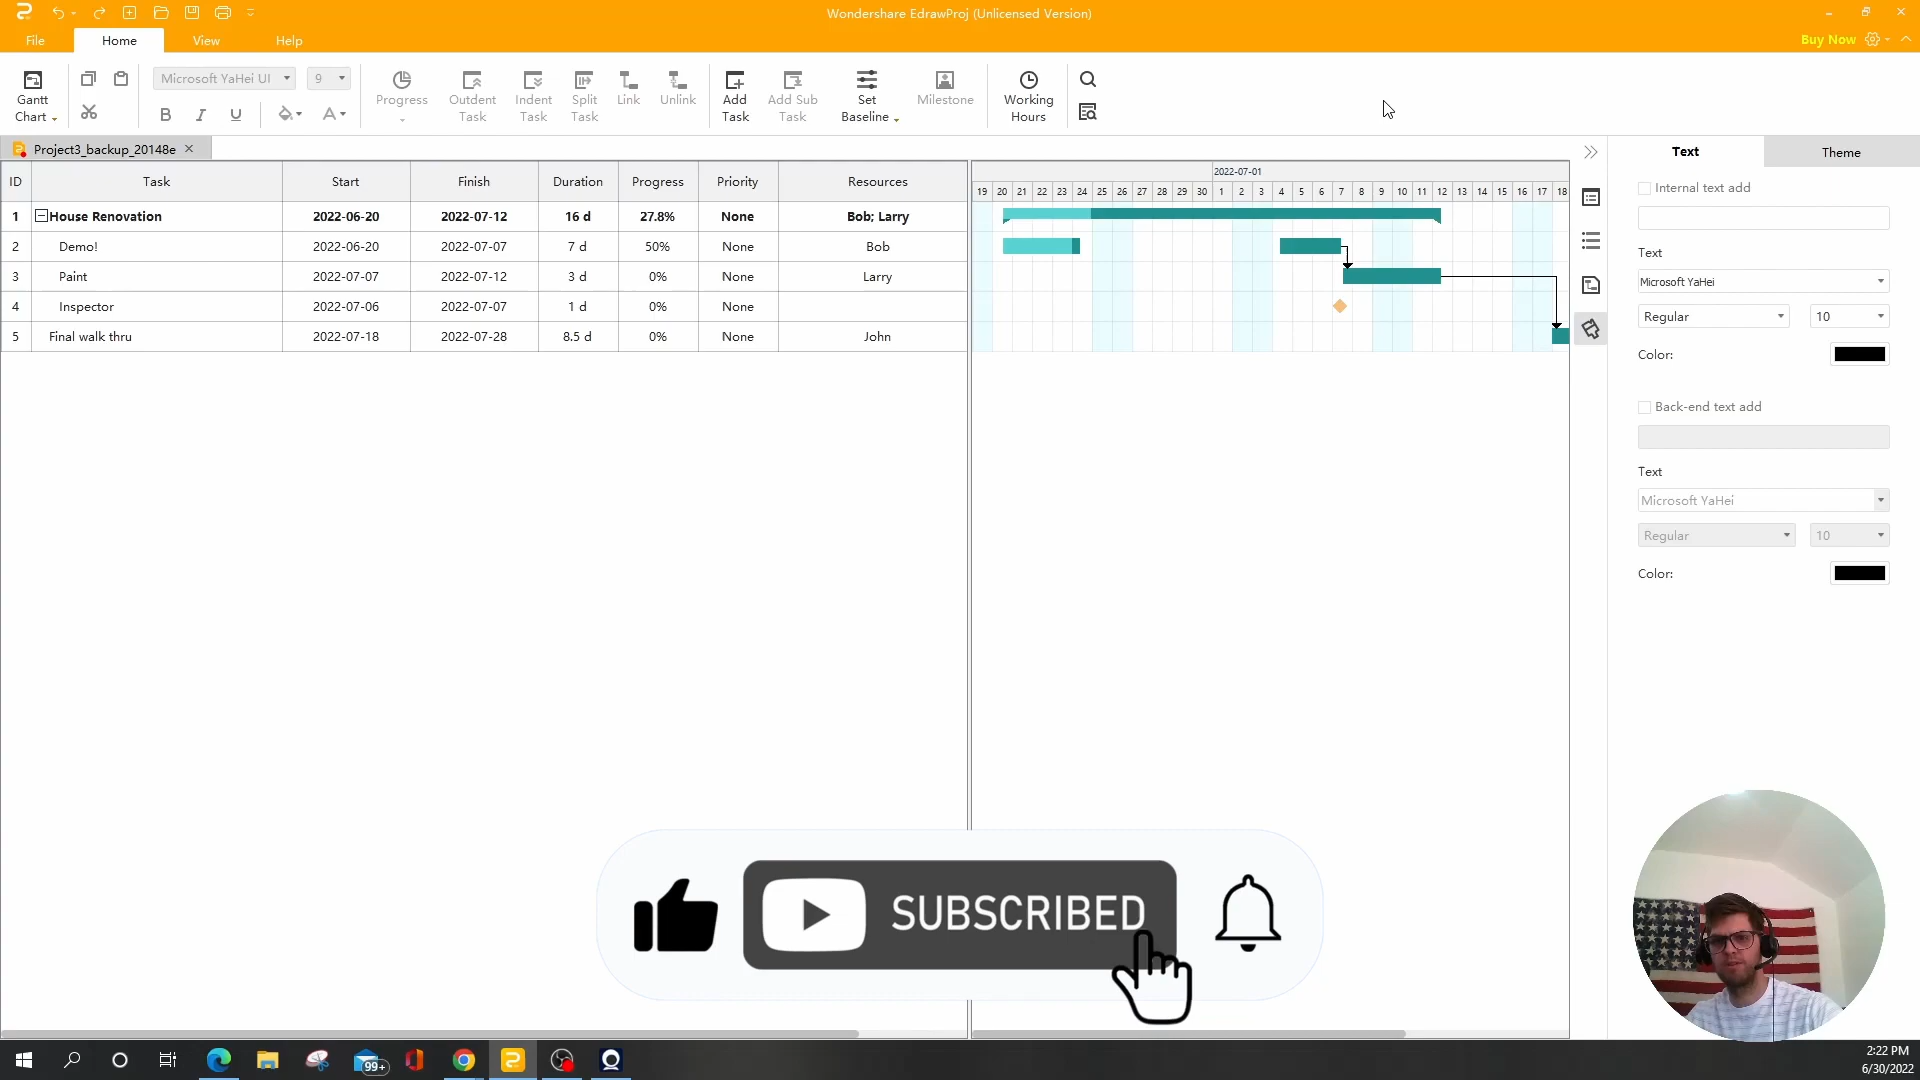 Wondershare EdrawProj (Unlicensed Version)
File Home View Help
Buy Now
Gantt Chart
Microsoft YaHei UI 9
B I U A
Progress
Outdent Task
Indent Task
Split Task
Link
Unlink
Add Task
Add Sub Task
Set Baseline
Milestone
Working Hours
Project3_backup_20148e
ID Task Start Finish Duration Progress Priority Resources
1 House Renovation 2022-06-20 2022-07-12 16 d 27.8% None Bob; Larry
2 Demo! 2022-06-20 2022-07-07 7 d 50% None Bob
3 Paint 2022-07-07 2022-07-12 3 d 0% None Larry
4 Inspector 2022-07-06 2022-07-07 1 d 0% None
5 Final walk thru 2022-07-18 2022-07-28 8.5 d 0% None John
2022-07-01
19 20 21 22 23 24 25 26 27 28 29 30 1 2 3 4 5 6 7 8 9 10 11 12 13 14 15 16 17 18
Text Theme
Internal text add
Text
Microsoft YaHei
Regular 10
Color:
Back-end text add
Text
Microsoft YaHei
Regular 10
Color:
SUBSCRIBED
99+
2:22 PM
6/30/2022